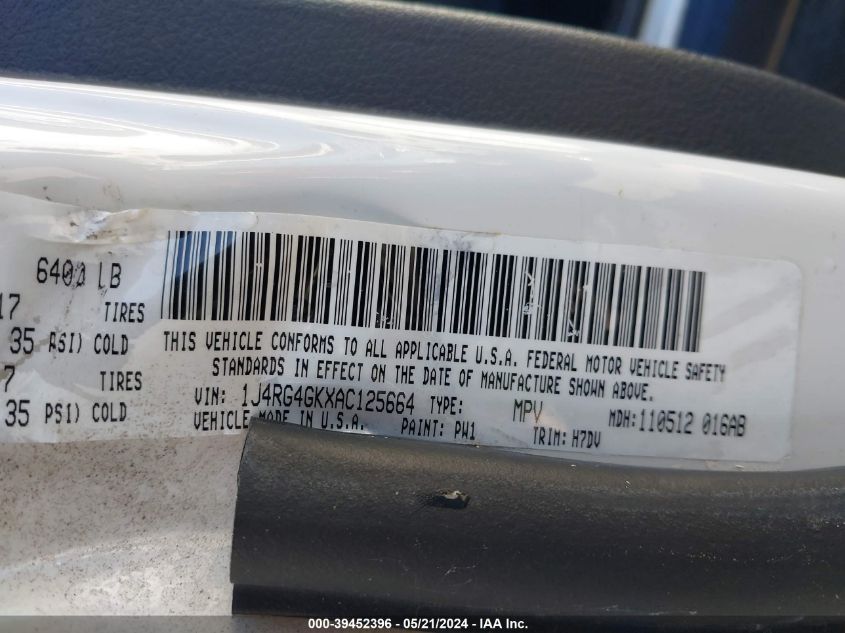 6400 LB
17 TIRES
35 PSI) COLD
7 TIRES
35 PSI) COLD
THIS VEHICLE CONFORMS TO ALL APPLICABLE U.S.A. FEDERAL MOTOR VEHICLE SAFETY
STANDARDS IN EFFECT ON THE DATE OF MANUFACTURE SHOWN ABOVE.
VIN: 1J4RG4GKXAC125664 TYPE: MPV MDH:110512 016AB
VEHICLE MADE IN U.S.A. PAINT: PW1 TRIM: H7DV
000-39452396 - 05/21/2024 - IAA Inc.